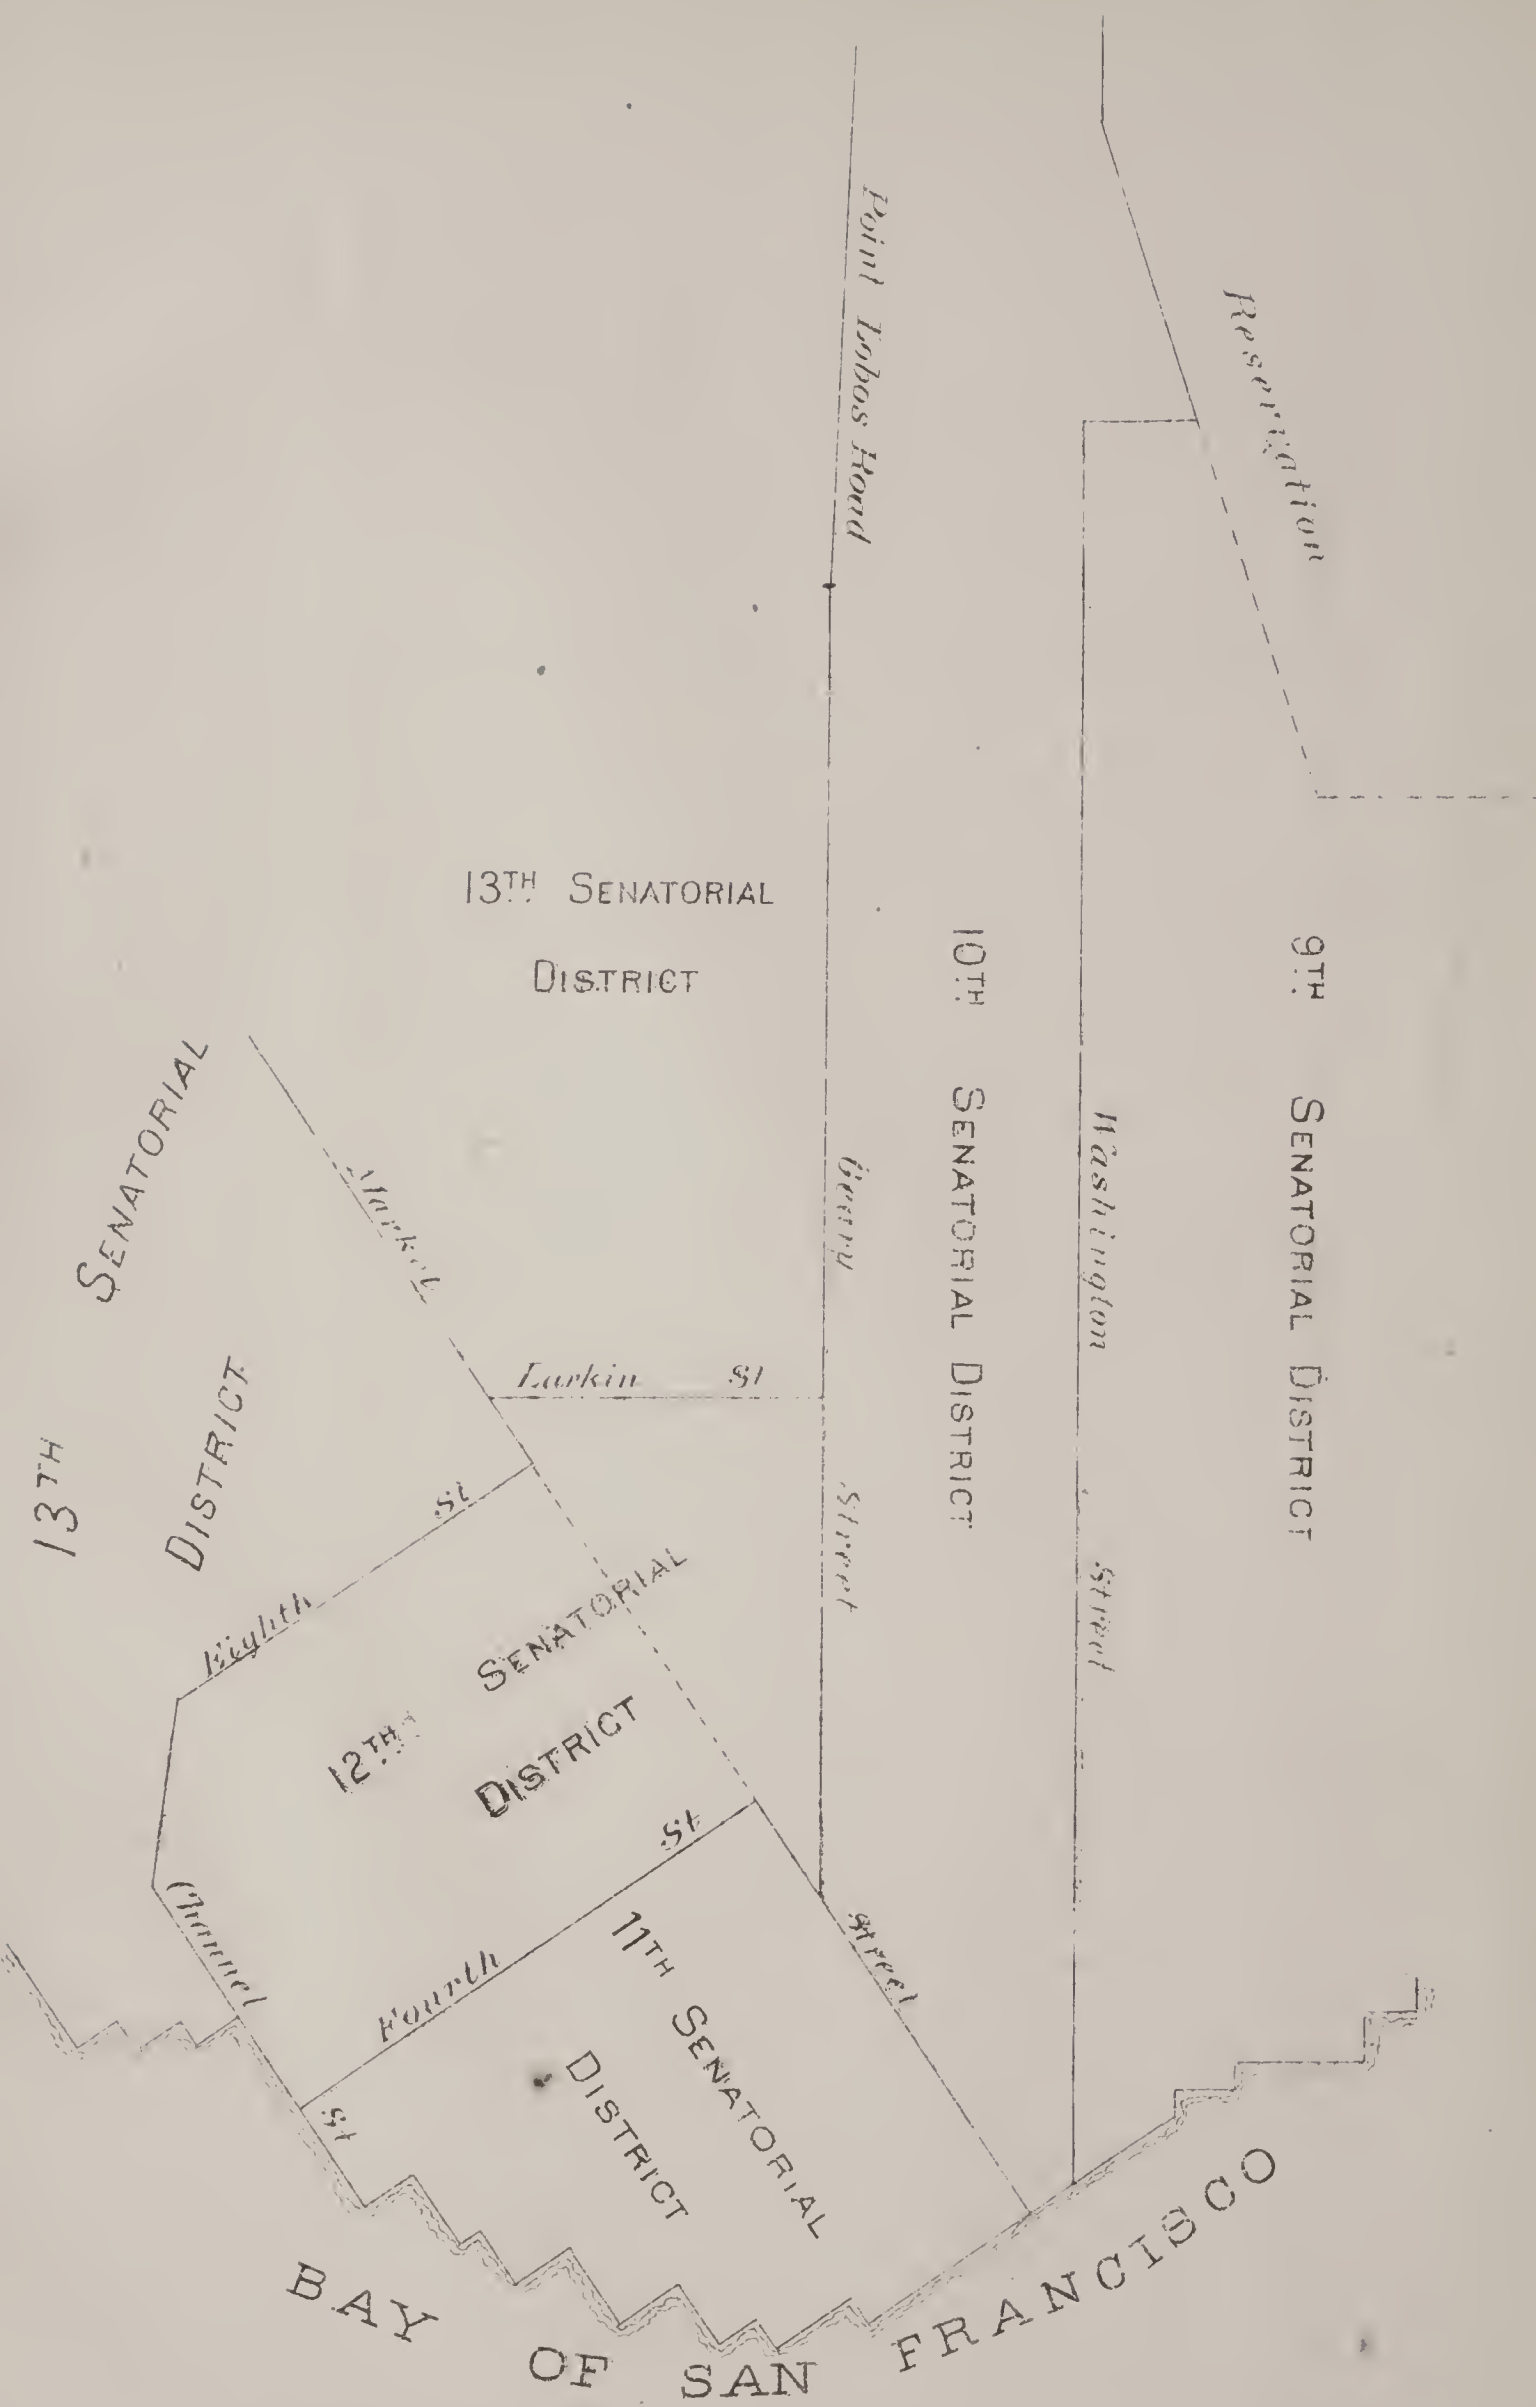 Point Lobos Road
Reservation
13TH SENATORIAL
DISTRICT
10TH SENATORIAL DISTRICT
9TH SENATORIAL DISTRICT
13TH
SENATORIAL
DISTRICT
Market Street
Geary Street
Washington Street
Larkin St
Eighth St
12TH SENATORIAL
DISTRICT
Fourth St
Channel St
11TH SENATORIAL
DISTRICT
BAY OF SAN FRANCISCO